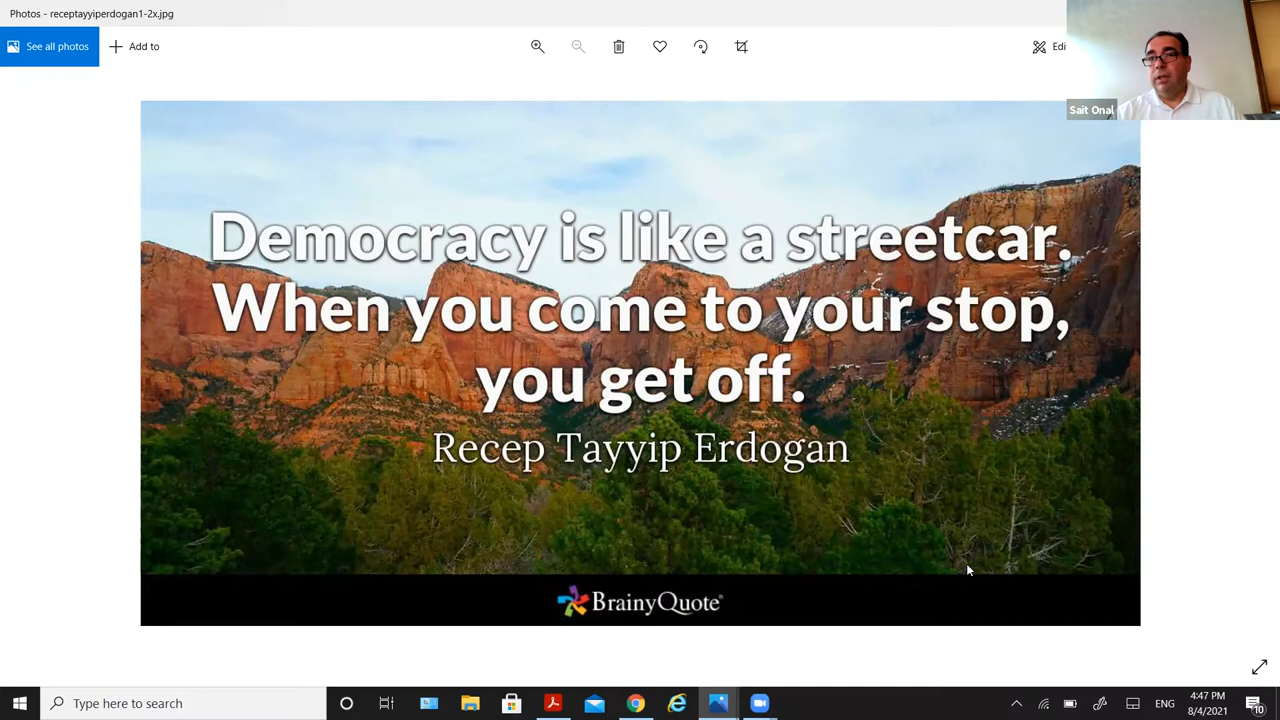 Photos - receptayyiperdogan1-2x.jpg
See all photos
Add to
Edi
Sait Onal
Democracy is like a streetcar.
When you come to your stop,
you get off.
Recep Tayyip Erdogan
BrainyQuote®
Type here to search
ENG
4:47 PM
8/4/2021
10